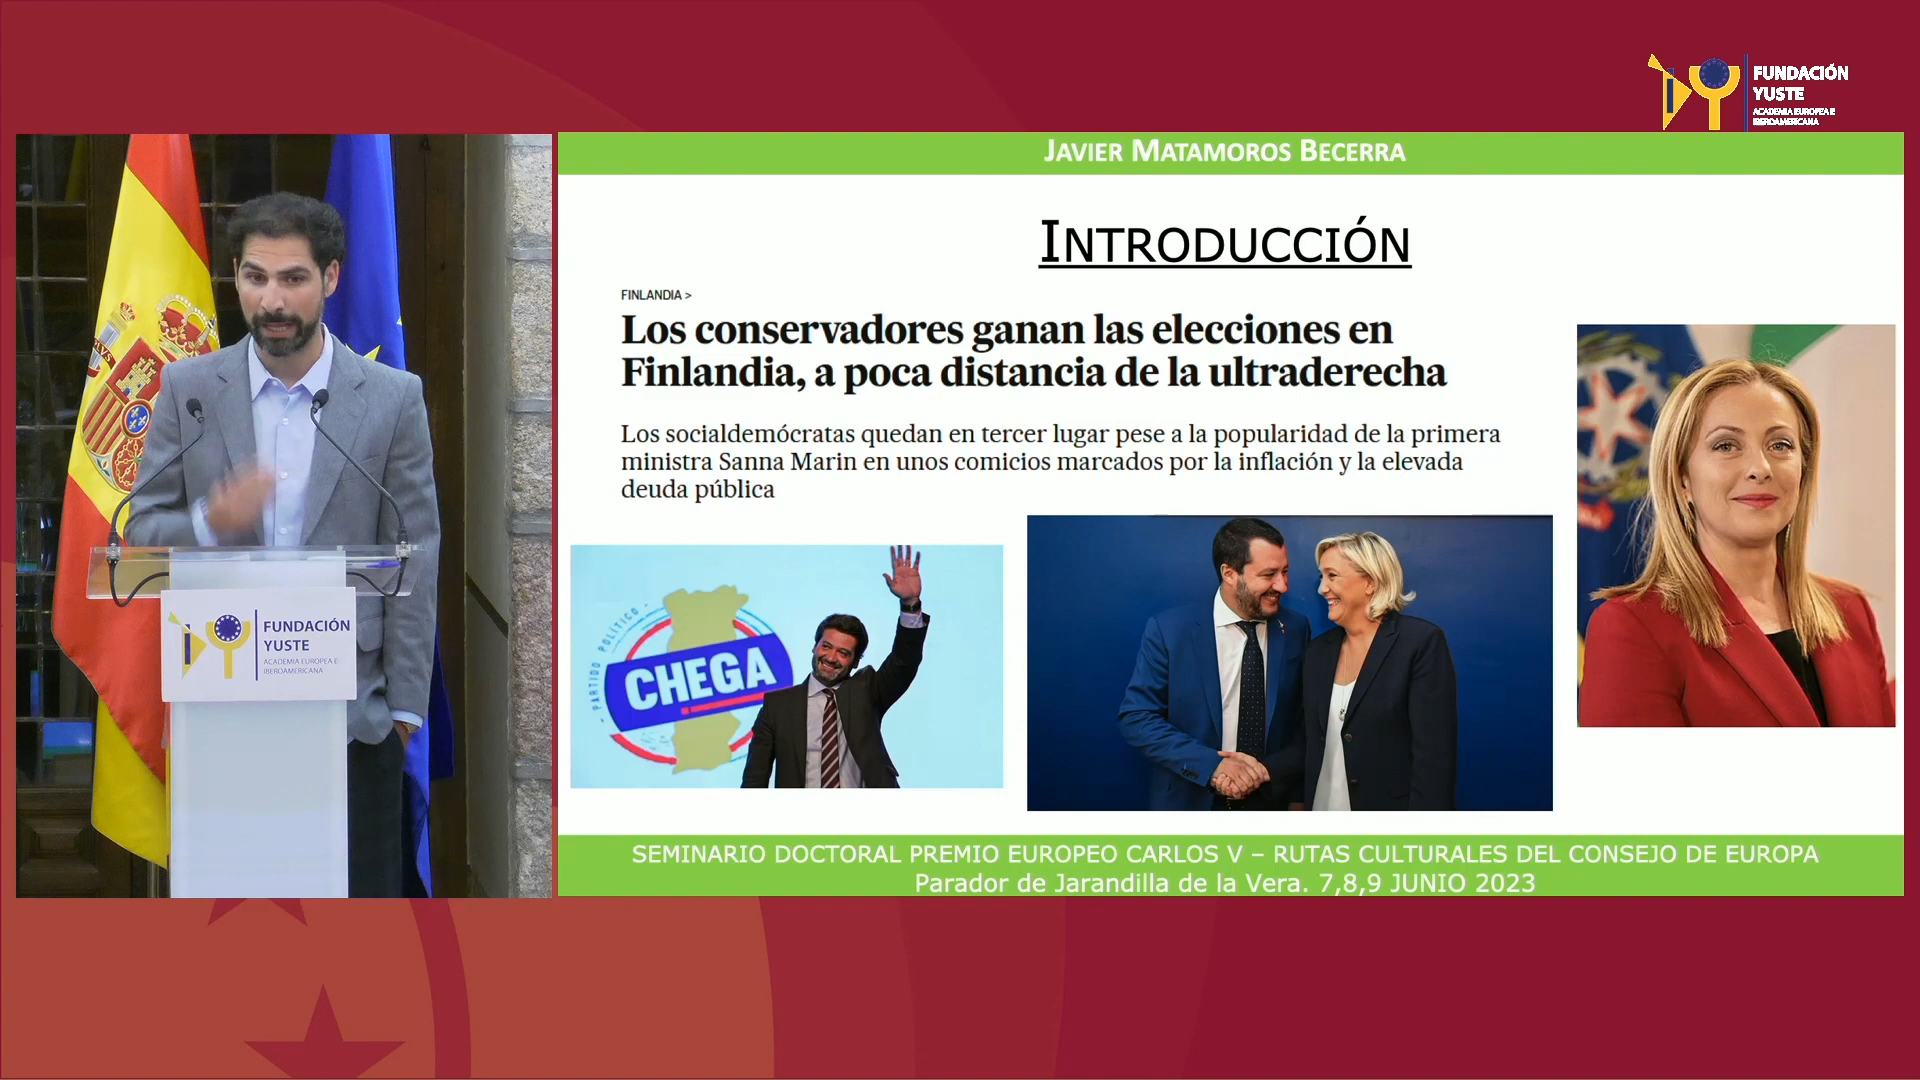 FUNDACIÓN
YUSTE
ACADEMIA EUROPEA E
IBEROAMERICANA
JAVIER MATAMOROS BECERRA
INTRODUCCIÓN
FINLANDIA >
Los conservadores ganan las elecciones en
Finlandia, a poca distancia de la ultraderecha
Los socialdemócratas quedan en tercer lugar pese a la popularidad de la primera
ministra Sanna Marin en unos comicios marcados por la inflación y la elevada
deuda pública
PARTIDO POLÍTICO
CHEGA
FUNDACIÓN
YUSTE
ACADEMIA EUROPEA E
IBEROAMERICANA
SEMINARIO DOCTORAL PREMIO EUROPEO CARLOS V – RUTAS CULTURALES DEL CONSEJO DE EUROPA
Parador de Jarandilla de la Vera. 7,8,9 JUNIO 2023